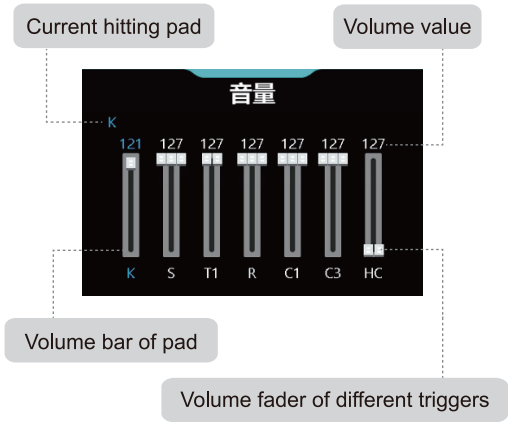 Current hitting pad
Volume value
音量
K
121 127 127 127 127 127 127
K S T1 R C1 C3 HC
Volume bar of pad
Volume fader of different triggers